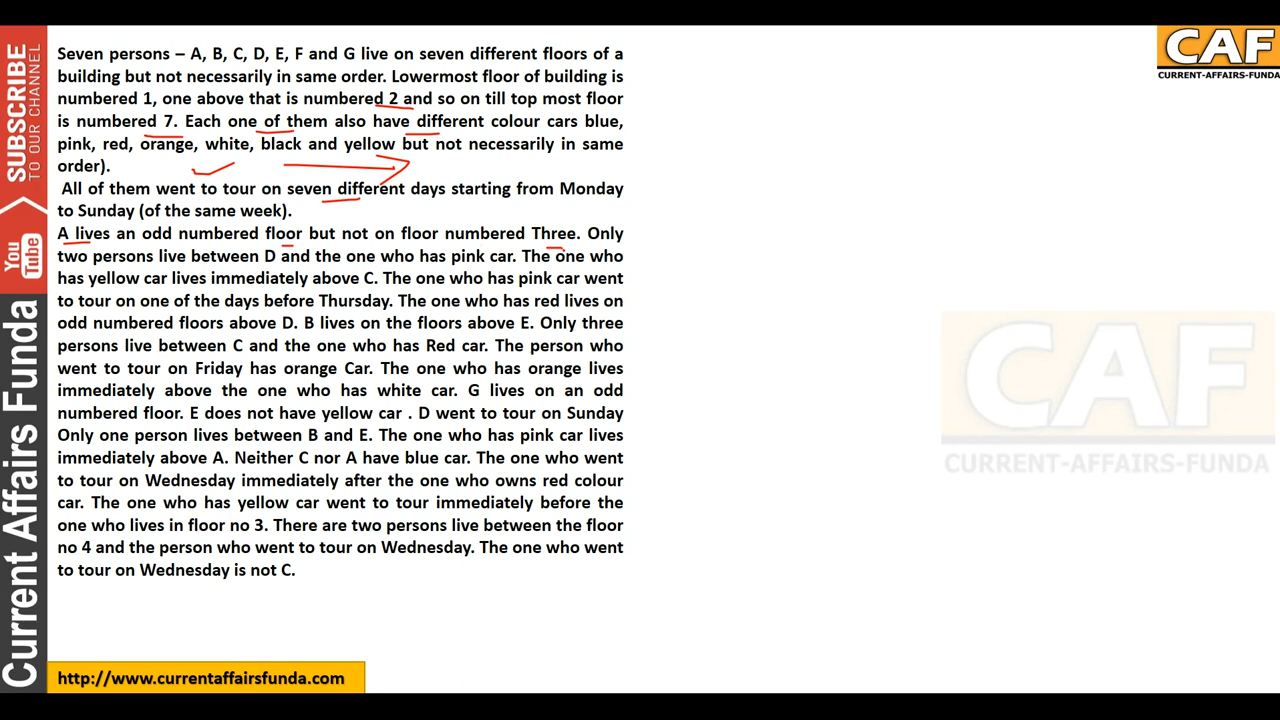 SUBSCRIBE
TO OUR CHANNEL
You
Tube
Current Affairs Funda
CAF
CURRENT-AFFAIRS-FUNDA
Seven persons – A, B, C, D, E, F and G live on seven different floors of a
building but not necessarily in same order. Lowermost floor of building is
numbered 1, one above that is numbered 2 and so on till top most floor
is numbered 7. Each one of them also have different colour cars blue,
pink, red, orange, white, black and yellow but not necessarily in same
order).
All of them went to tour on seven different days starting from Monday
to Sunday (of the same week).
A lives an odd numbered floor but not on floor numbered Three. Only
two persons live between D and the one who has pink car. The one who
has yellow car lives immediately above C. The one who has pink car went
to tour on one of the days before Thursday. The one who has red lives on
odd numbered floors above D. B lives on the floors above E. Only three
persons live between C and the one who has Red car. The person who
went to tour on Friday has orange Car. The one who has orange lives
immediately above the one who has white car. G lives on an odd
numbered floor. E does not have yellow car . D went to tour on Sunday
Only one person lives between B and E. The one who has pink car lives
immediately above A. Neither C nor A have blue car. The one who went
to tour on Wednesday immediately after the one who owns red colour
car. The one who has yellow car went to tour immediately before the
one who lives in floor no 3. There are two persons live between the floor
no 4 and the person who went to tour on Wednesday. The one who went
to tour on Wednesday is not C.
CAF
CURRENT-AFFAIRS-FUNDA
http://www.currentaffairsfunda.com